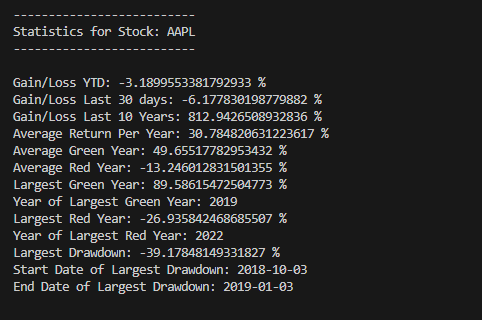 --------------------------
Statistics for Stock: AAPL
--------------------------
Gain/Loss YTD: -3.1899553381792933 %
Gain/Loss Last 30 days: -6.177830198779882 %
Gain/Loss Last 10 Years: 812.9426508932836 %
Average Return Per Year: 30.784820631223617 %
Average Green Year: 49.65517782953432 %
Average Red Year: -13.246012831501355 %
Largest Green Year: 89.58615472504773 %
Year of Largest Green Year: 2019
Largest Red Year: -26.935842468685507 %
Year of Largest Red Year: 2022
Largest Drawdown: -39.17848149331827 %
Start Date of Largest Drawdown: 2018-10-03
End Date of Largest Drawdown: 2019-01-03